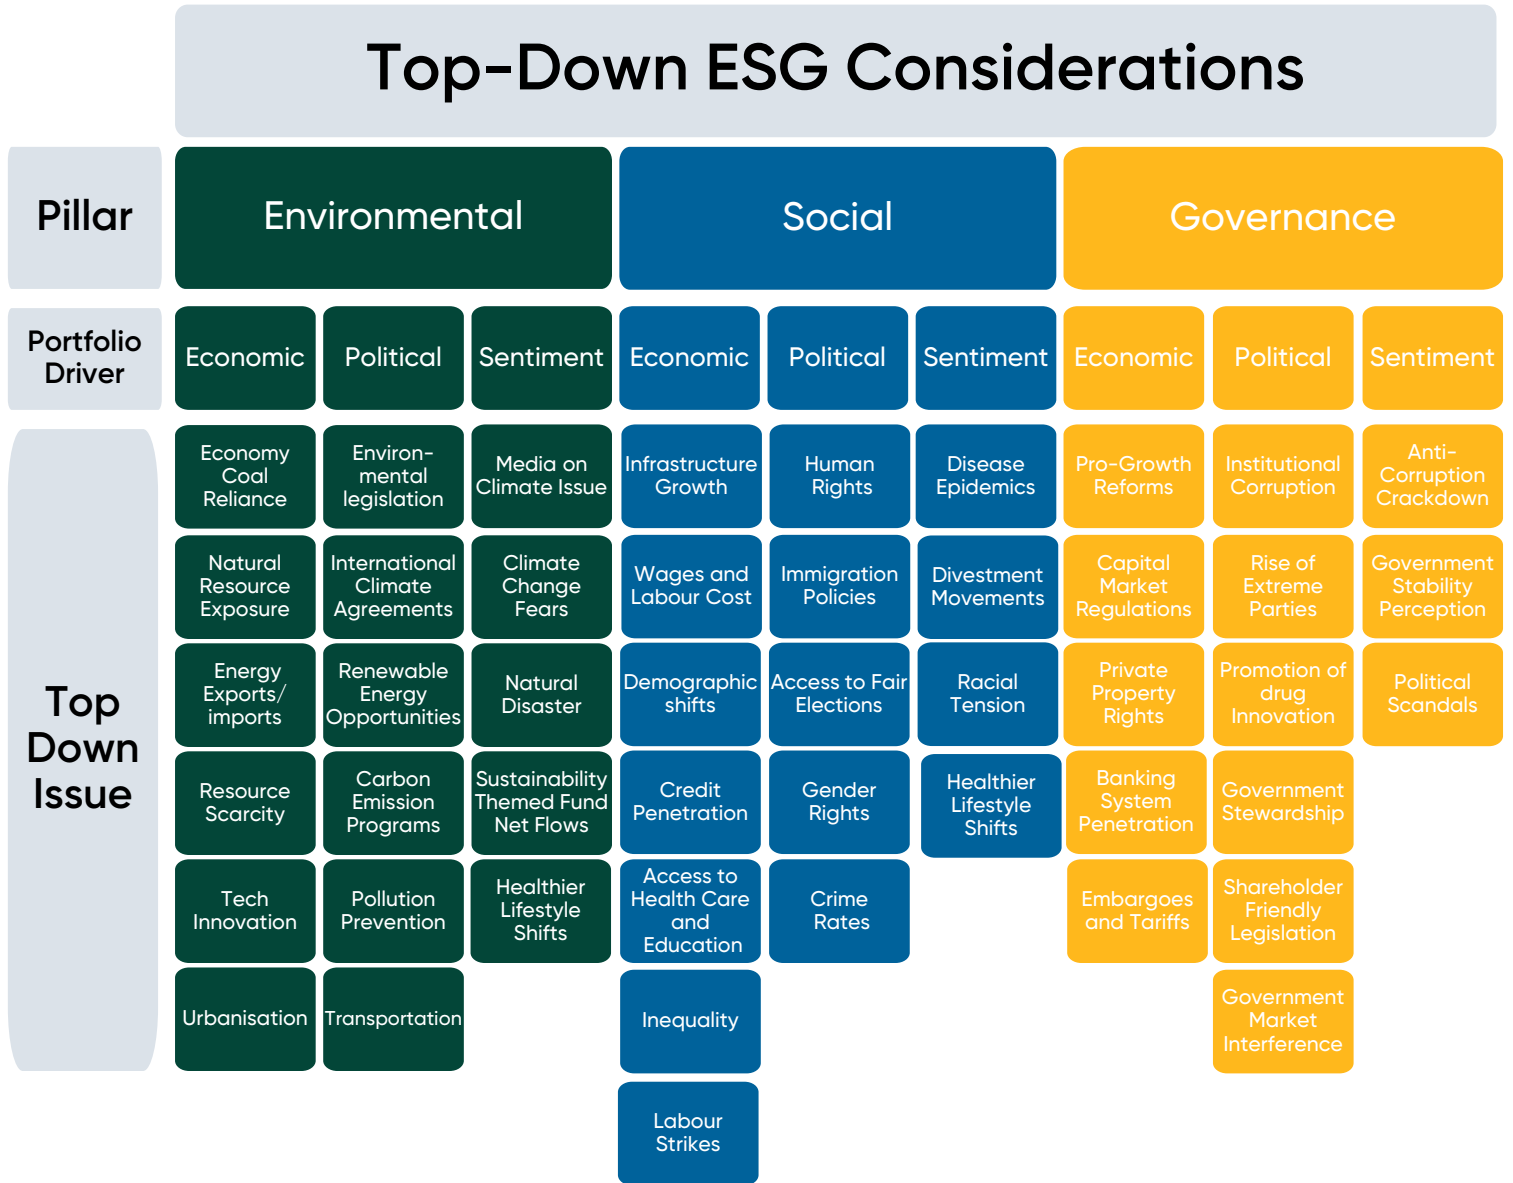 Top-Down ESG Considerations
Pillar
Environmental
Social
Governance
Portfolio
Driver
Economic
Political
Sentiment
Economic
Political
Sentiment
Economic
Political
Sentiment
Top
Down
Issue
Economy
Coal
Reliance
Environ-
mental
legislation
Media on
Climate Issue
Infrastructure
Growth
Human
Rights
Disease
Epidemics
Pro-Growth
Reforms
Institutional
Corruption
Anti-
Corruption
Crackdown
Natural
Resource
Exposure
International
Climate
Agreements
Climate
Change
Fears
Wages and
Labour Cost
Immigration
Policies
Divestment
Movements
Capital
Market
Regulations
Rise of
Extreme
Parties
Government
Stability
Perception
Energy
Exports/
imports
Renewable
Energy
Opportunities
Natural
Disaster
Demographic
shifts
Access to Fair
Elections
Racial
Tension
Private
Property
Rights
Promotion of
drug
Innovation
Political
Scandals
Resource
Scarcity
Carbon
Emission
Programs
Sustainability
Themed Fund
Net Flows
Credit
Penetration
Gender
Rights
Healthier
Lifestyle
Shifts
Banking
System
Penetration
Government
Stewardship
Tech
Innovation
Pollution
Prevention
Healthier
Lifestyle
Shifts
Access to
Health Care
and
Education
Crime
Rates
Embargoes
and Tariffs
Shareholder
Friendly
Legislation
Urbanisation
Transportation
Inequality
Government
Market
Interference
Labour
Strikes